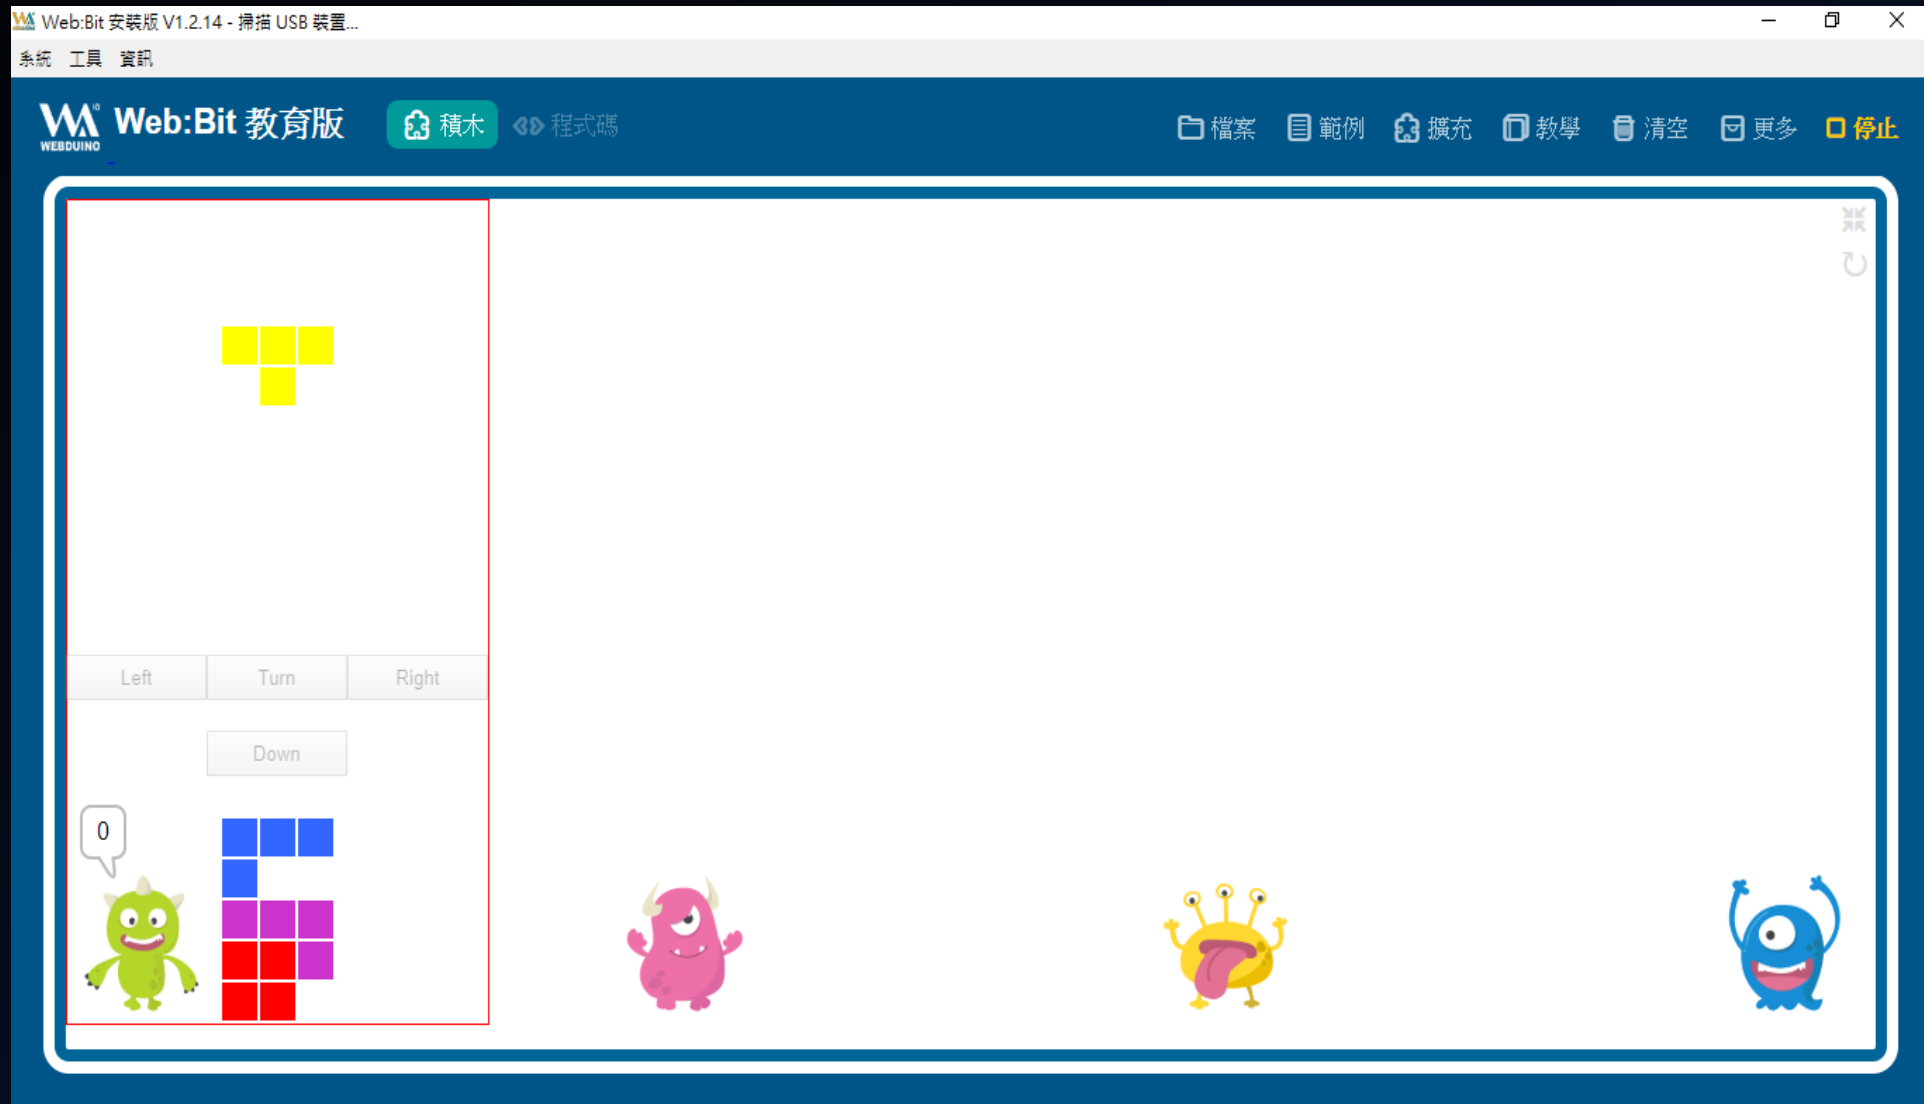 Web:Bit 安裝版 V1.2.14 - 掃描 USB 裝置...
系統 工具 資訊
WEBDUINO IO Web:Bit 教育版 積木 程式碼 檔案 範例 擴充 教學 清空 更多 停止
Left Turn Right
Down
0